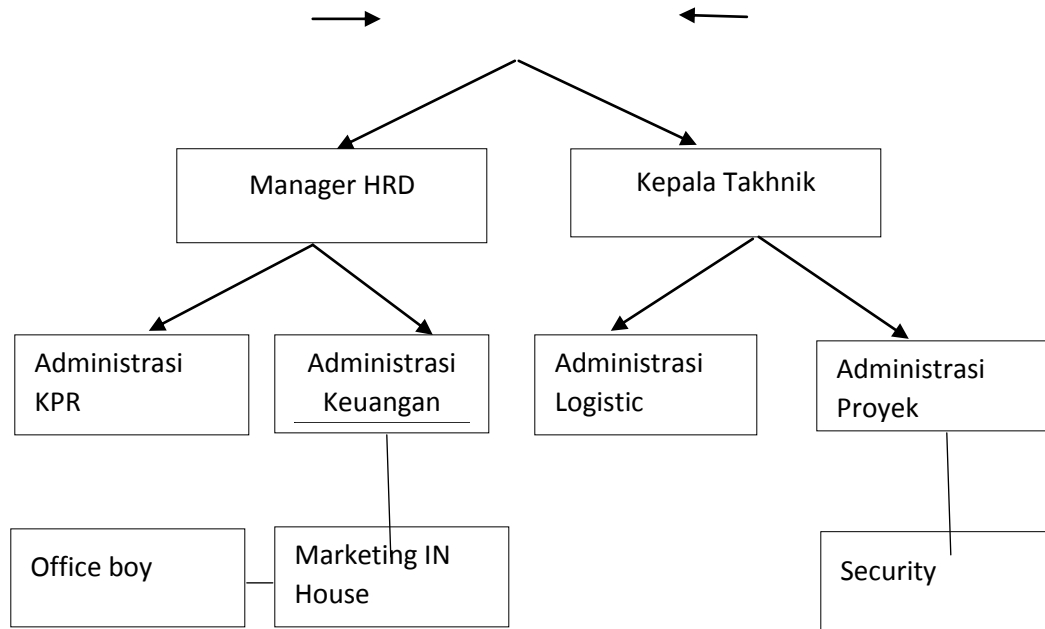 Manager HRD
Kepala Takhnik
Administrasi
KPR
Administrasi
Keuangan
Administrasi
Logistic
Administrasi
Proyek
Office boy
Marketing IN
House
Security